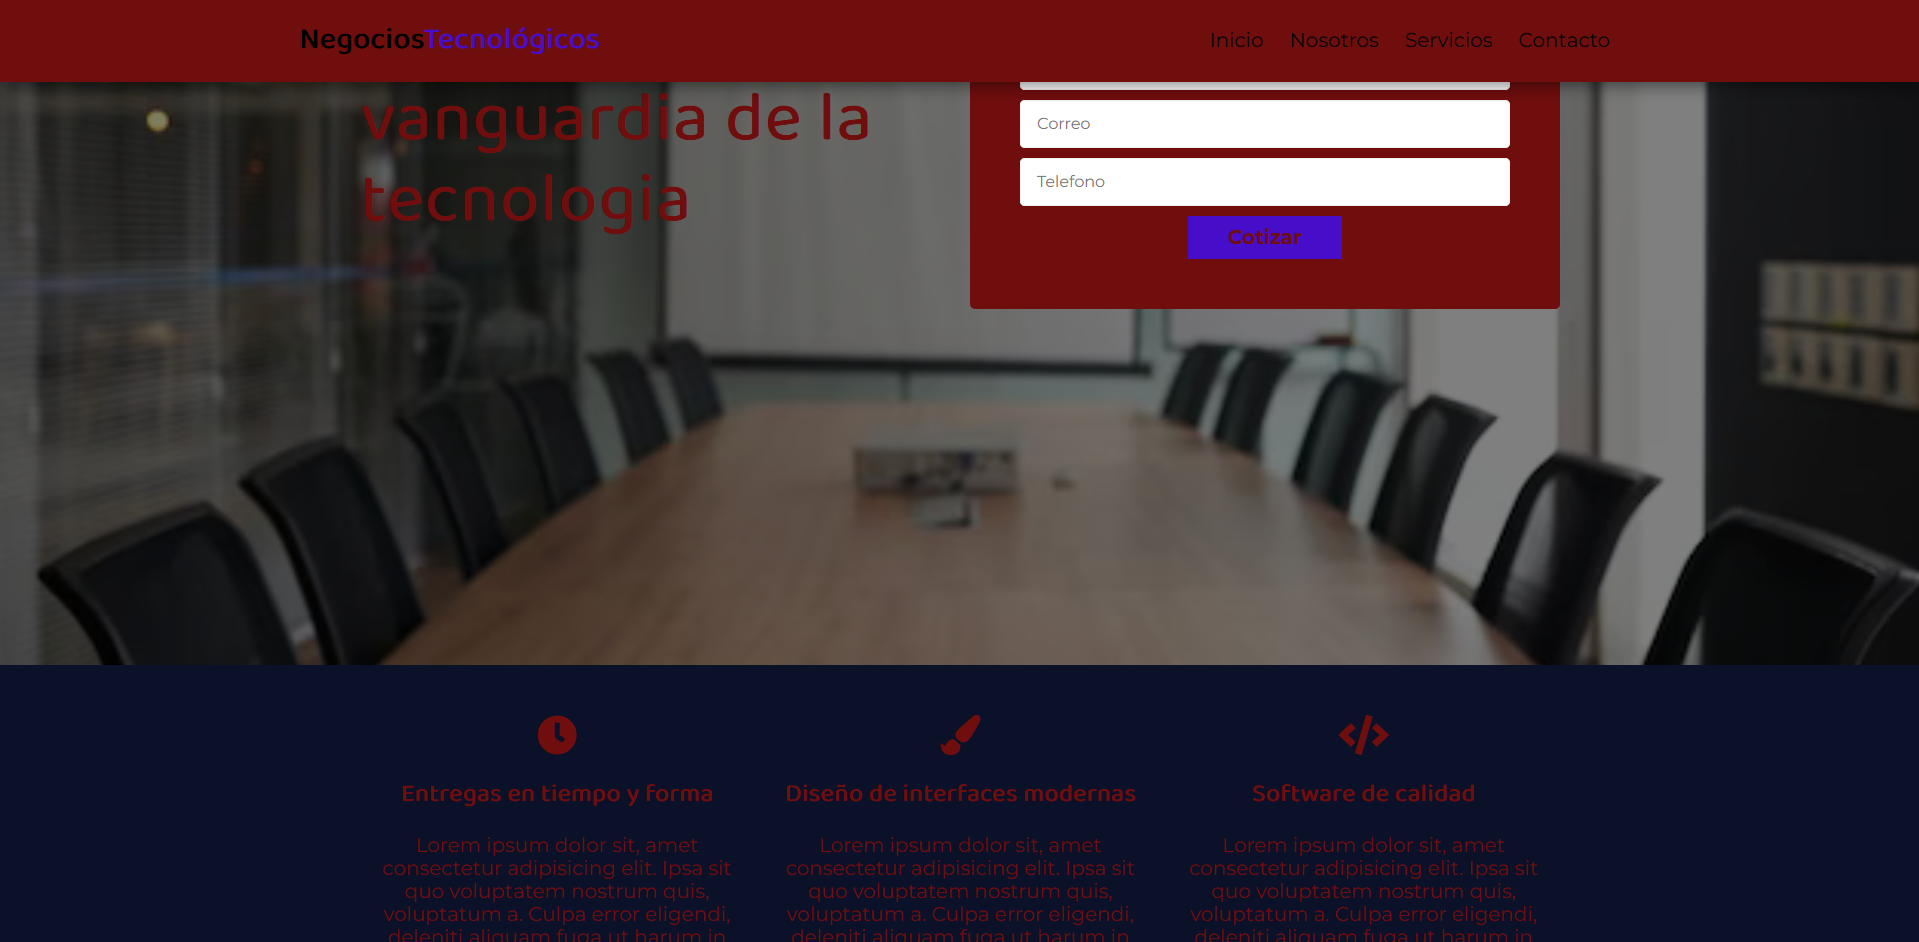 NegociosTecnológicos
Inicio Nosotros Servicios Contacto
vanguardia de la
tecnologia
Correo
Telefono
Cotizar
Entregas en tiempo y forma
Lorem ipsum dolor sit, amet
consectetur adipisicing elit. Ipsa sit
quo voluptatem nostrum quis,
voluptatum a. Culpa error eligendi,
deleniti aliquam fuga ut harum in
Diseño de interfaces modernas
Lorem ipsum dolor sit, amet
consectetur adipisicing elit. Ipsa sit
quo voluptatem nostrum quis,
voluptatum a. Culpa error eligendi,
deleniti aliquam fuga ut harum in
Software de calidad
Lorem ipsum dolor sit, amet
consectetur adipisicing elit. Ipsa sit
quo voluptatem nostrum quis,
voluptatum a. Culpa error eligendi,
deleniti aliquam fuga ut harum in